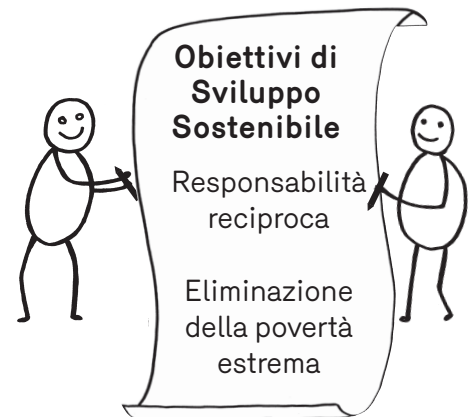 Obiettivi di
Sviluppo
Sostenibile
Responsabilità
reciproca
Eliminazione
della povertà
estrema